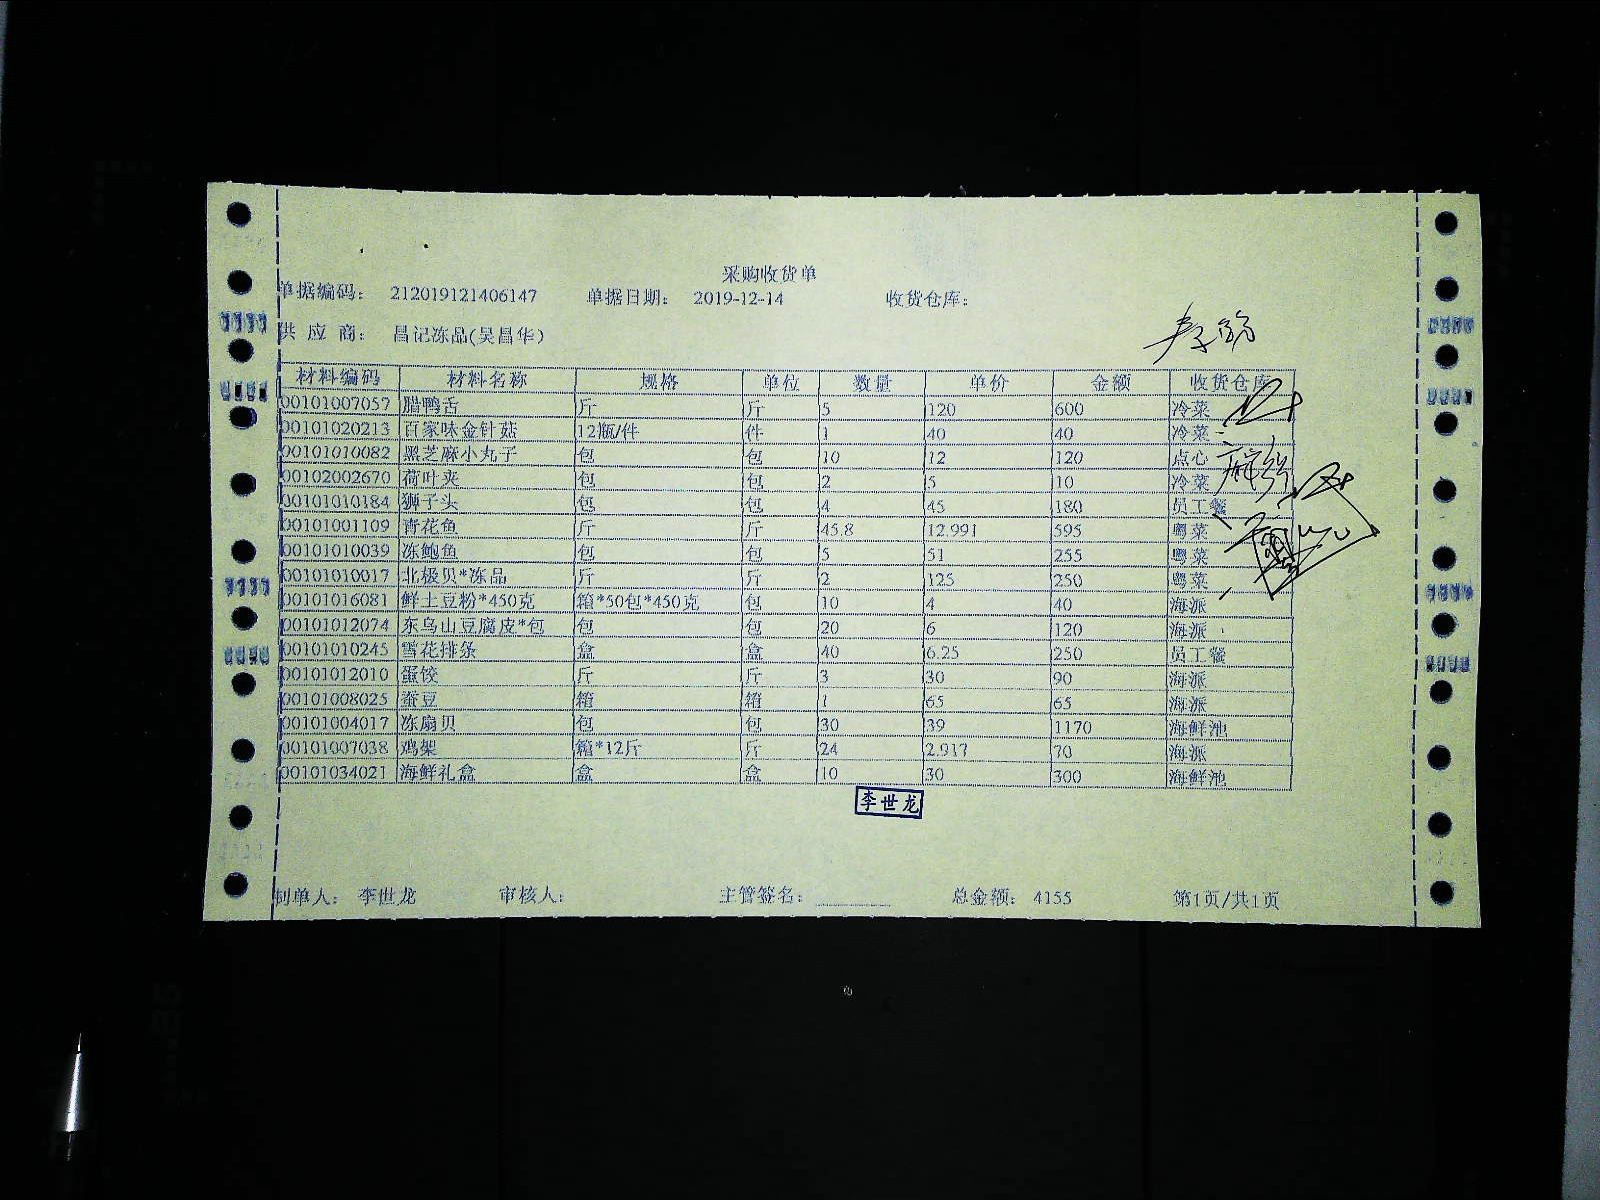 采购收货单
单据编码： 212019121406147 单据日期： 2019-12-14 收货仓库：
供 应 商： 昌记冻品(吴昌华)
材料编码 材料名称 规格 单位 数量 单价 金额 收货仓库
00101007057 腊鸭舌 斤 斤 5 120 600 冷菜
00101020213 百家味金针菇 12瓶/件 件 1 40 40 冷菜
00101010082 黑芝麻小丸子 包 包 10 12 120 点心
00102002670 荷叶夹 包 包 2 5 10 冷菜
00101010184 狮子头 包 包 4 45 180 员工餐
00101001109 青花鱼 斤 斤 45.8 12.991 595 粤菜
00101010039 冻鲍鱼 包 包 5 51 255 粤菜
00101010017 北极贝*冻品 斤 斤 2 125 250 粤菜
00101016081 鲜土豆粉*450克 箱*50包*450克 包 10 4 40 海派
00101012074 东乌山豆腐皮*包 包 包 20 6 120 海派
00101010245 雪花排条 盒 盒 40 6.25 250 员工餐
00101012010 蛋饺 斤 斤 3 30 90 海派
00101008025 蚕豆 箱 箱 1 65 65 海派
00101004017 冻扇贝 包 包 30 39 1170 海鲜池
00101007038 鸡架 箱*12斤 斤 24 2.917 70 海派
00101034021 海鲜礼盒 盒 盒 10 30 300 海鲜池
李世龙
制单人： 李世龙 审核人： 主管签名： 总金额： 4155 第1页/共1页